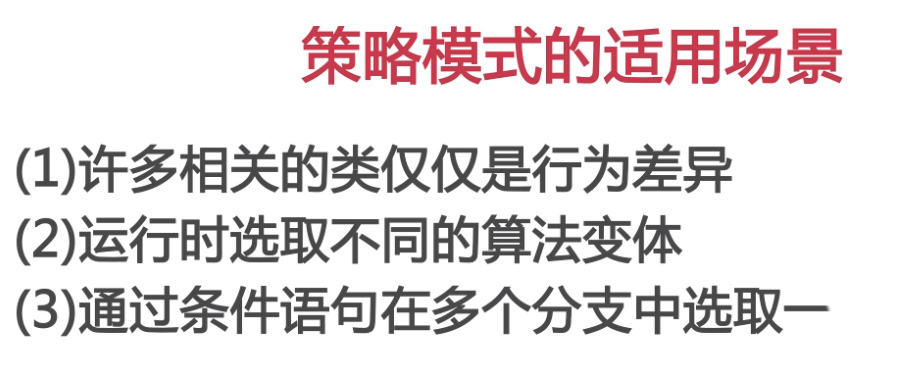 策略模式的适用场景
(1)许多相关的类仅仅是行为差异
(2)运行时选取不同的算法变体
(3)通过条件语句在多个分支中选取一